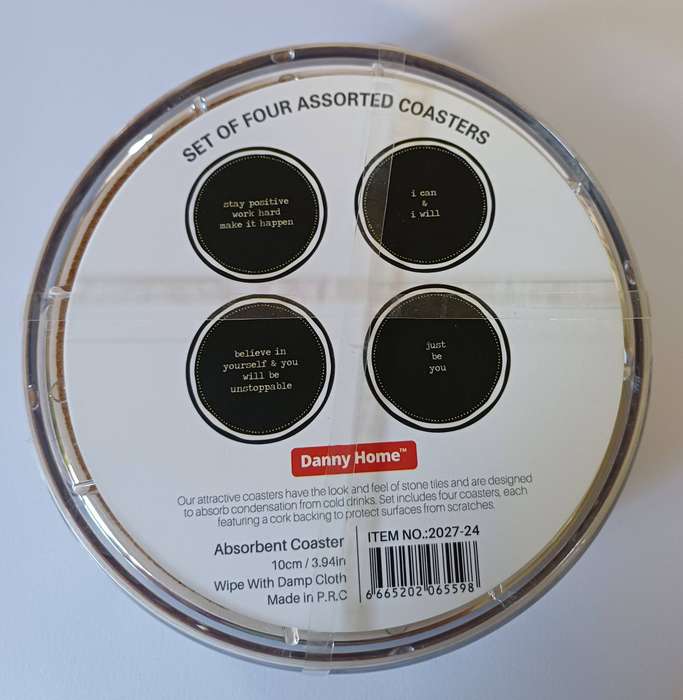 SET OF FOUR ASSORTED COASTERS
stay positive
work hard
make it happen
i can
&
i will
believe in
yourself & you
will be
unstoppable
just
be
you
Danny Home™
Our attractive coasters have the look and feel of stone tiles and are designed
to absorb condensation from cold drinks. Set includes four coasters, each
featuring a cork backing to protect surfaces from scratches.
Absorbent Coaster
10cm / 3.94in
Wipe With Damp Cloth
Made in P.R.C
ITEM NO.:2027-24
6 665202 065598